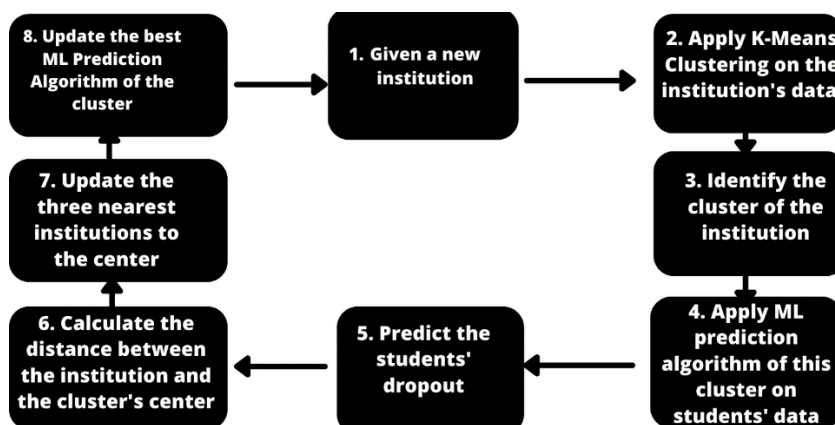 1. Given a new
institution
2. Apply K-Means
Clustering on the
institution's data
3. Identify the
cluster of the
institution
4. Apply ML
prediction
algorithm of this
cluster on
students' data
5. Predict the
students'
dropout
6. Calculate the
distance between
the institution and
the cluster's center
7. Update the
three nearest
institutions to
the center
8. Update the best
ML Prediction
Algorithm of the
cluster